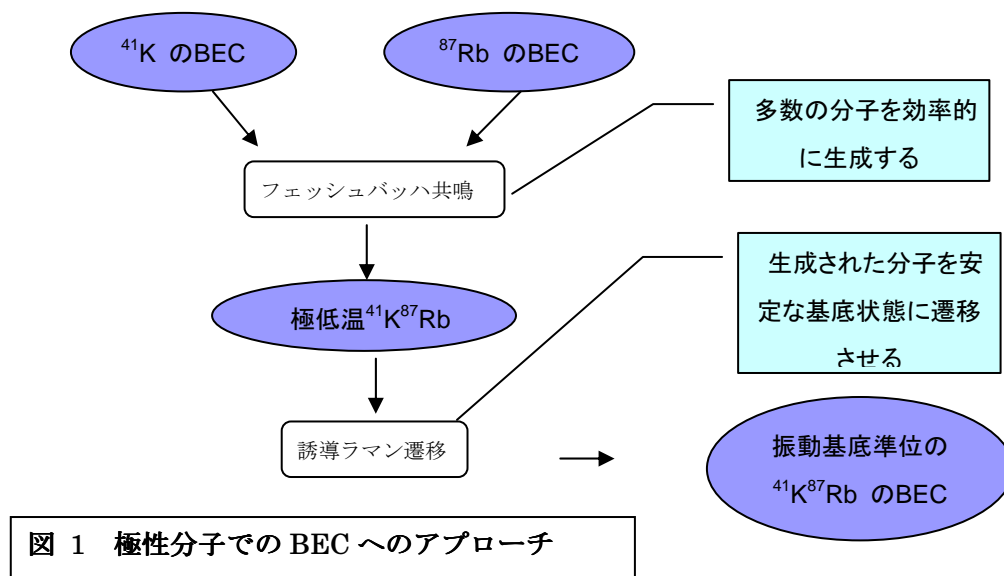 ⁴¹K のBEC
⁸⁷Rb のBEC
多数の分子を効率的
に生成する
フェッシュバッハ共鳴
生成された分子を安
定な基底状態に遷移
させる
極低温⁴¹K⁸⁷Rb
誘導ラマン遷移
振動基底準位の
⁴¹K⁸⁷Rb のBEC
図 1 極性分子での BEC へのアプローチ